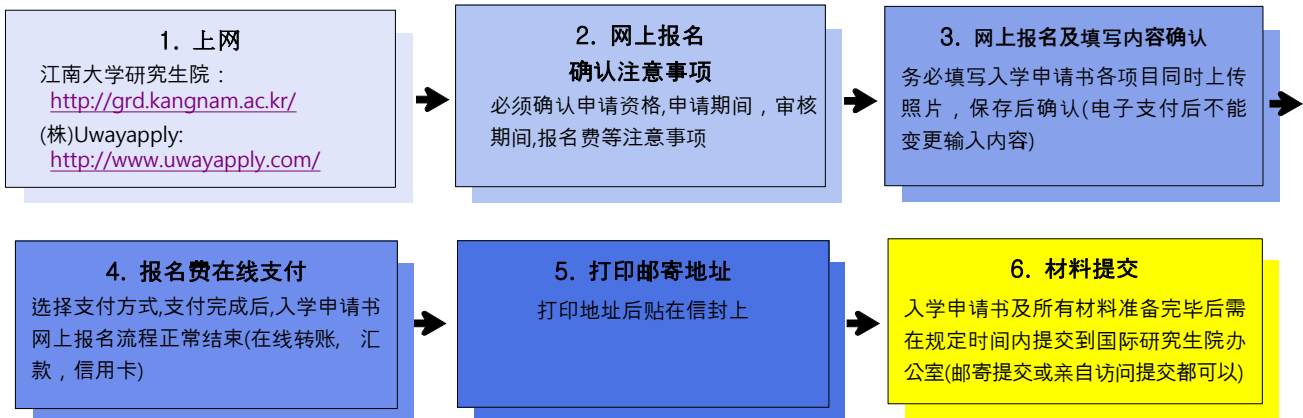 1. 上网
江南大学研究生院：
http://grd.kangnam.ac.kr/
(株)Uwayapply:
http://www.uwayapply.com/
2. 网上报名
确认注意事项
必须确认申请资格,申请期间，审核
期间,报名费等注意事项
3. 网上报名及填写内容确认
务必填写入学申请书各项目同时上传
照片，保存后确认(电子支付后不能
变更输入内容)
4. 报名费在线支付
选择支付方式,支付完成后,入学申请书
网上报名流程正常结束(在线转账, 汇
款，信用卡)
5. 打印邮寄地址
打印地址后贴在信封上
6. 材料提交
入学申请书及所有材料准备完毕后需
在规定时间内提交到国际研究生院办
公室(邮寄提交或亲自访问提交都可以)